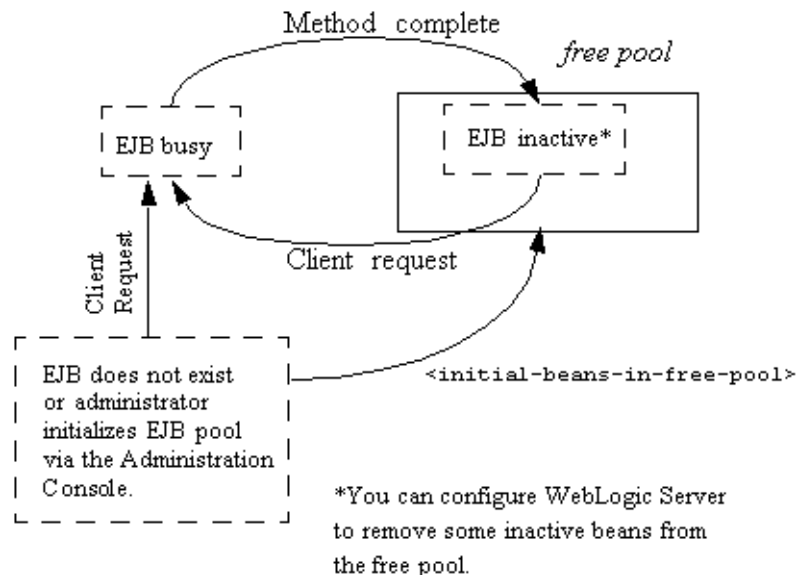 Method complete
free pool
EJB busy
EJB inactive*
Client request
Client
Request
EJB does not exist
or administrator
initializes EJB pool
via the Administration
Console.
<initial-beans-in-free-pool>
*You can configure WebLogic Server
to remove some inactive beans from
the free pool.